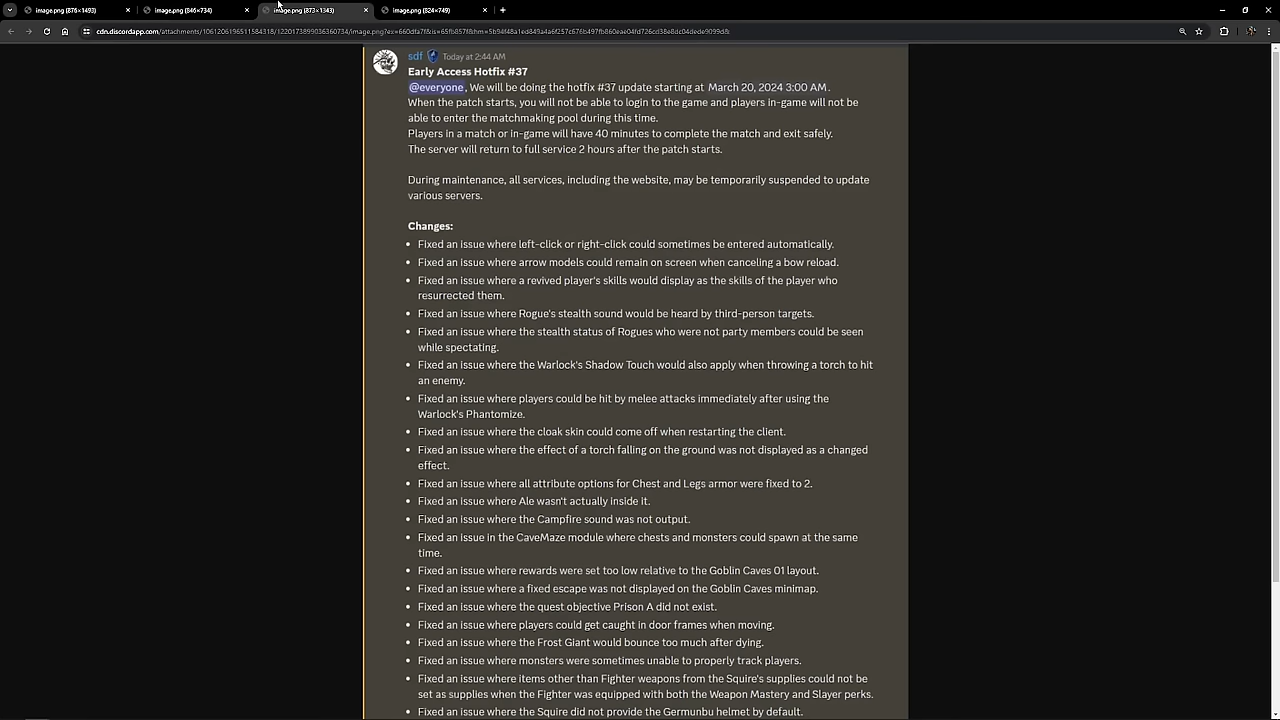 image.png (876×1493)
image.png (846×734)
image.png (873×1343)
image.png (824×749)
sdf Today at 2:44 AM
Early Access Hotfix #37
@everyone, We will be doing the hotfix #37 update starting at March 20, 2024 3:00 AM.
When the patch starts, you will not be able to login to the game and players in-game will not be
able to enter the matchmaking pool during this time.
Players in a match or in-game will have 40 minutes to complete the match and exit safely.
The server will return to full service 2 hours after the patch starts.
During maintenance, all services, including the website, may be temporarily suspended to update
various servers.
Changes:
• Fixed an issue where left-click or right-click could sometimes be entered automatically.
• Fixed an issue where arrow models could remain on screen when canceling a bow reload.
• Fixed an issue where a revived player's skills would display as the skills of the player who
resurrected them.
• Fixed an issue where Rogue's stealth sound would be heard by third-person targets.
• Fixed an issue where the stealth status of Rogues who were not party members could be seen
while spectating.
• Fixed an issue where the Warlock's Shadow Touch would also apply when throwing a torch to hit
an enemy.
• Fixed an issue where players could be hit by melee attacks immediately after using the
Warlock's Phantomize.
• Fixed an issue where the cloak skin could come off when restarting the client.
• Fixed an issue where the effect of a torch falling on the ground was not displayed as a changed
effect.
• Fixed an issue where all attribute options for Chest and Legs armor were fixed to 2.
• Fixed an issue where Ale wasn't actually inside it.
• Fixed an issue where the Campfire sound was not output.
• Fixed an issue in the CaveMaze module where chests and monsters could spawn at the same
time.
• Fixed an issue where rewards were set too low relative to the Goblin Caves 01 layout.
• Fixed an issue where a fixed escape was not displayed on the Goblin Caves minimap.
• Fixed an issue where the quest objective Prison A did not exist.
• Fixed an issue where players could get caught in door frames when moving.
• Fixed an issue where the Frost Giant would bounce too much after dying.
• Fixed an issue where monsters were sometimes unable to properly track players.
• Fixed an issue where items other than Fighter weapons from the Squire's supplies could not be
set as supplies when the Fighter was equipped with both the Weapon Mastery and Slayer perks.
• Fixed an issue where the Squire did not provide the Germunbu helmet by default.